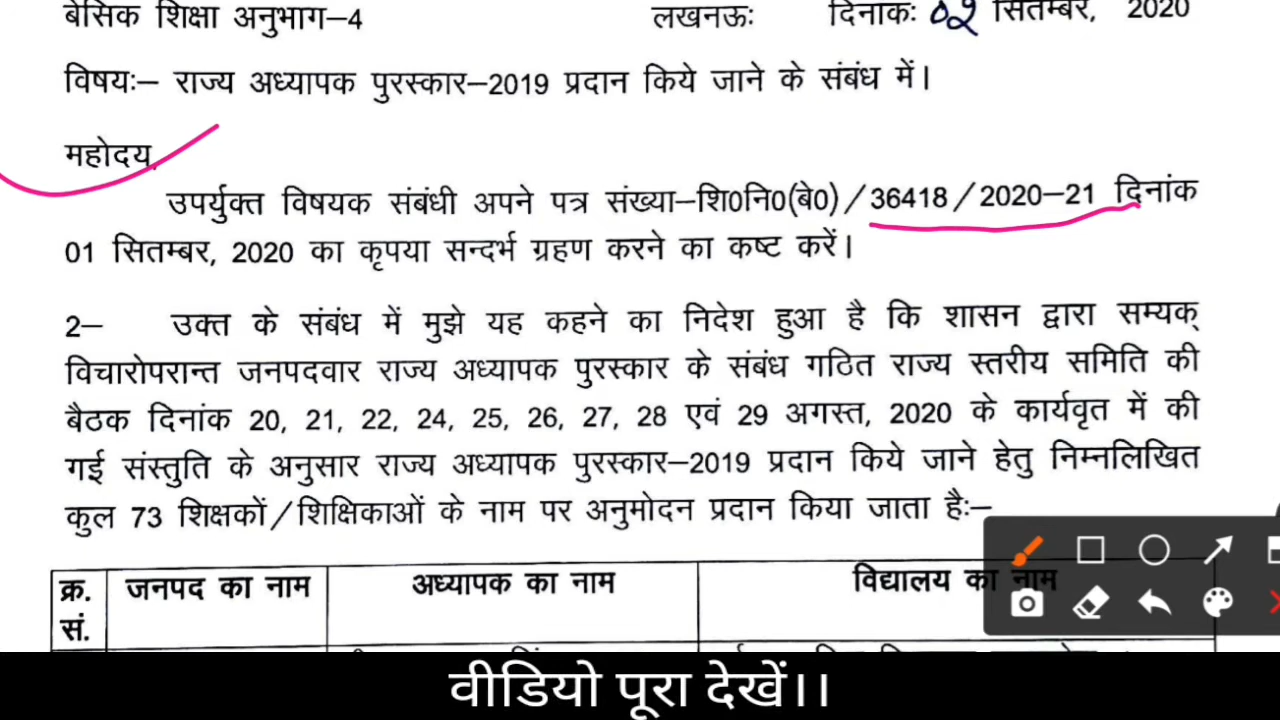 बेसिक शिक्षा अनुभाग–4 लखनऊः दिनांकः 02 सितम्बर, 2020
विषयः– राज्य अध्यापक पुरस्कार–2019 प्रदान किये जाने के संबंध में।
महोदय,
उपर्युक्त विषयक संबंधी अपने पत्र संख्या–शि0नि0(बे0)/36418/2020–21 दिनांक
01 सितम्बर, 2020 का कृपया सन्दर्भ ग्रहण करने का कष्ट करें।
2– उक्त के संबंध में मुझे यह कहने का निदेश हुआ है कि शासन द्वारा सम्यक्
विचारोपरान्त जनपदवार राज्य अध्यापक पुरस्कार के संबंध गठित राज्य स्तरीय समिति की
बैठक दिनांक 20, 21, 22, 24, 25, 26, 27, 28 एवं 29 अगस्त, 2020 के कार्यवृत में की
गई संस्तुति के अनुसार राज्य अध्यापक पुरस्कार–2019 प्रदान किये जाने हेतु निम्नलिखित
कुल 73 शिक्षकों/शिक्षिकाओं के नाम पर अनुमोदन प्रदान किया जाता हैः–
क्र. सं. जनपद का नाम अध्यापक का नाम विद्यालय का नाम
वीडियो पूरा देखें।।